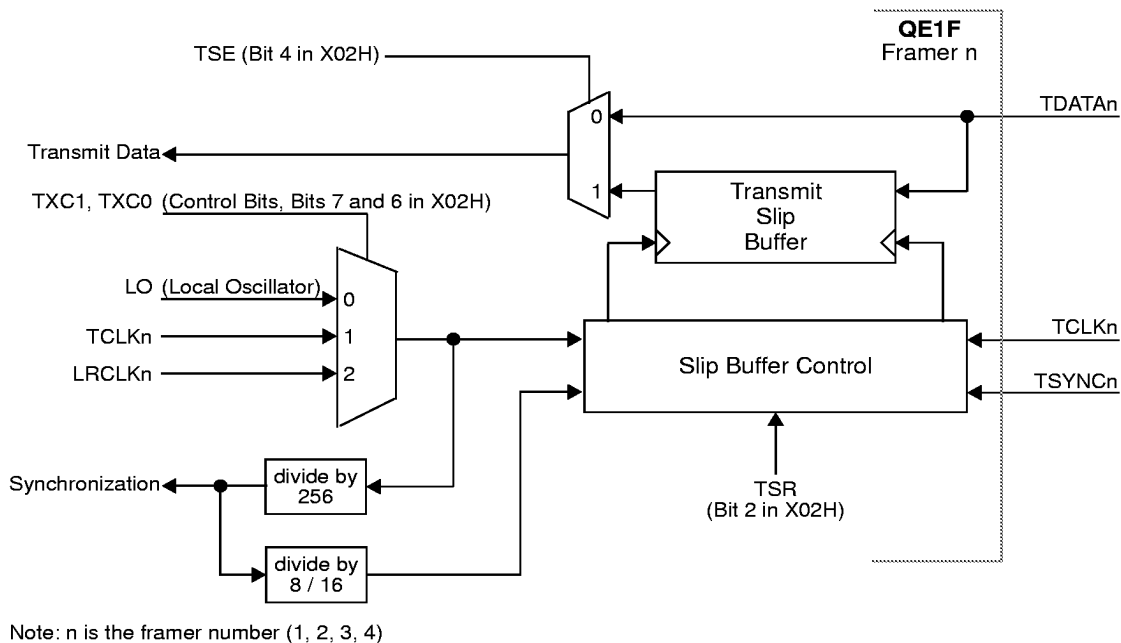 QE1F
Framer n
TSE (Bit 4 in X02H)
TDATAn
0
Transmit Data
1
Transmit
Slip
Buffer
TXC1, TXC0 (Control Bits, Bits 7 and 6 in X02H)
LO (Local Oscillator)
0
TCLKn
1
LRCLKn
2
TCLKn
Slip Buffer Control
TSYNCn
Synchronization
divide by
256
TSR
(Bit 2 in X02H)
divide by
8 / 16
Note: n is the framer number (1, 2, 3, 4)